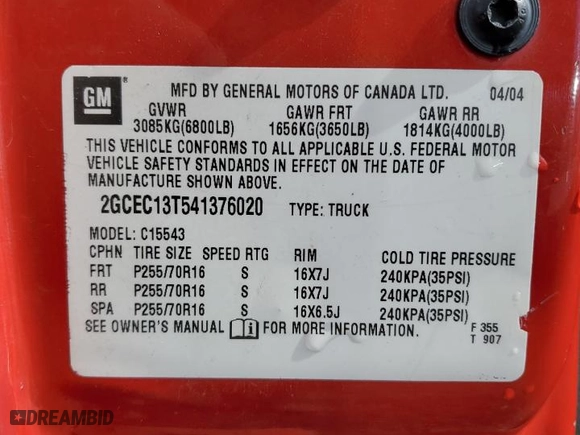 GM
MFD BY GENERAL MOTORS OF CANADA LTD. 04/04
GVWR GAWR FRT GAWR RR
3085KG(6800LB) 1656KG(3650LB) 1814KG(4000LB)
THIS VEHICLE CONFORMS TO ALL APPLICABLE U.S. FEDERAL MOTOR
VEHICLE SAFETY STANDARDS IN EFFECT ON THE DATE OF
MANUFACTURE SHOWN ABOVE.
2GCEC13T541376020 TYPE: TRUCK
MODEL: C15543
CPHN TIRE SIZE SPEED RTG RIM COLD TIRE PRESSURE
FRT P255/70R16 S 16X7J 240KPA(35PSI)
RR P255/70R16 S 16X7J 240KPA(35PSI)
SPA P255/70R16 S 16X6.5J 240KPA(35PSI)
SEE OWNER'S MANUAL FOR MORE INFORMATION. F 355
T 907
DREAMBID